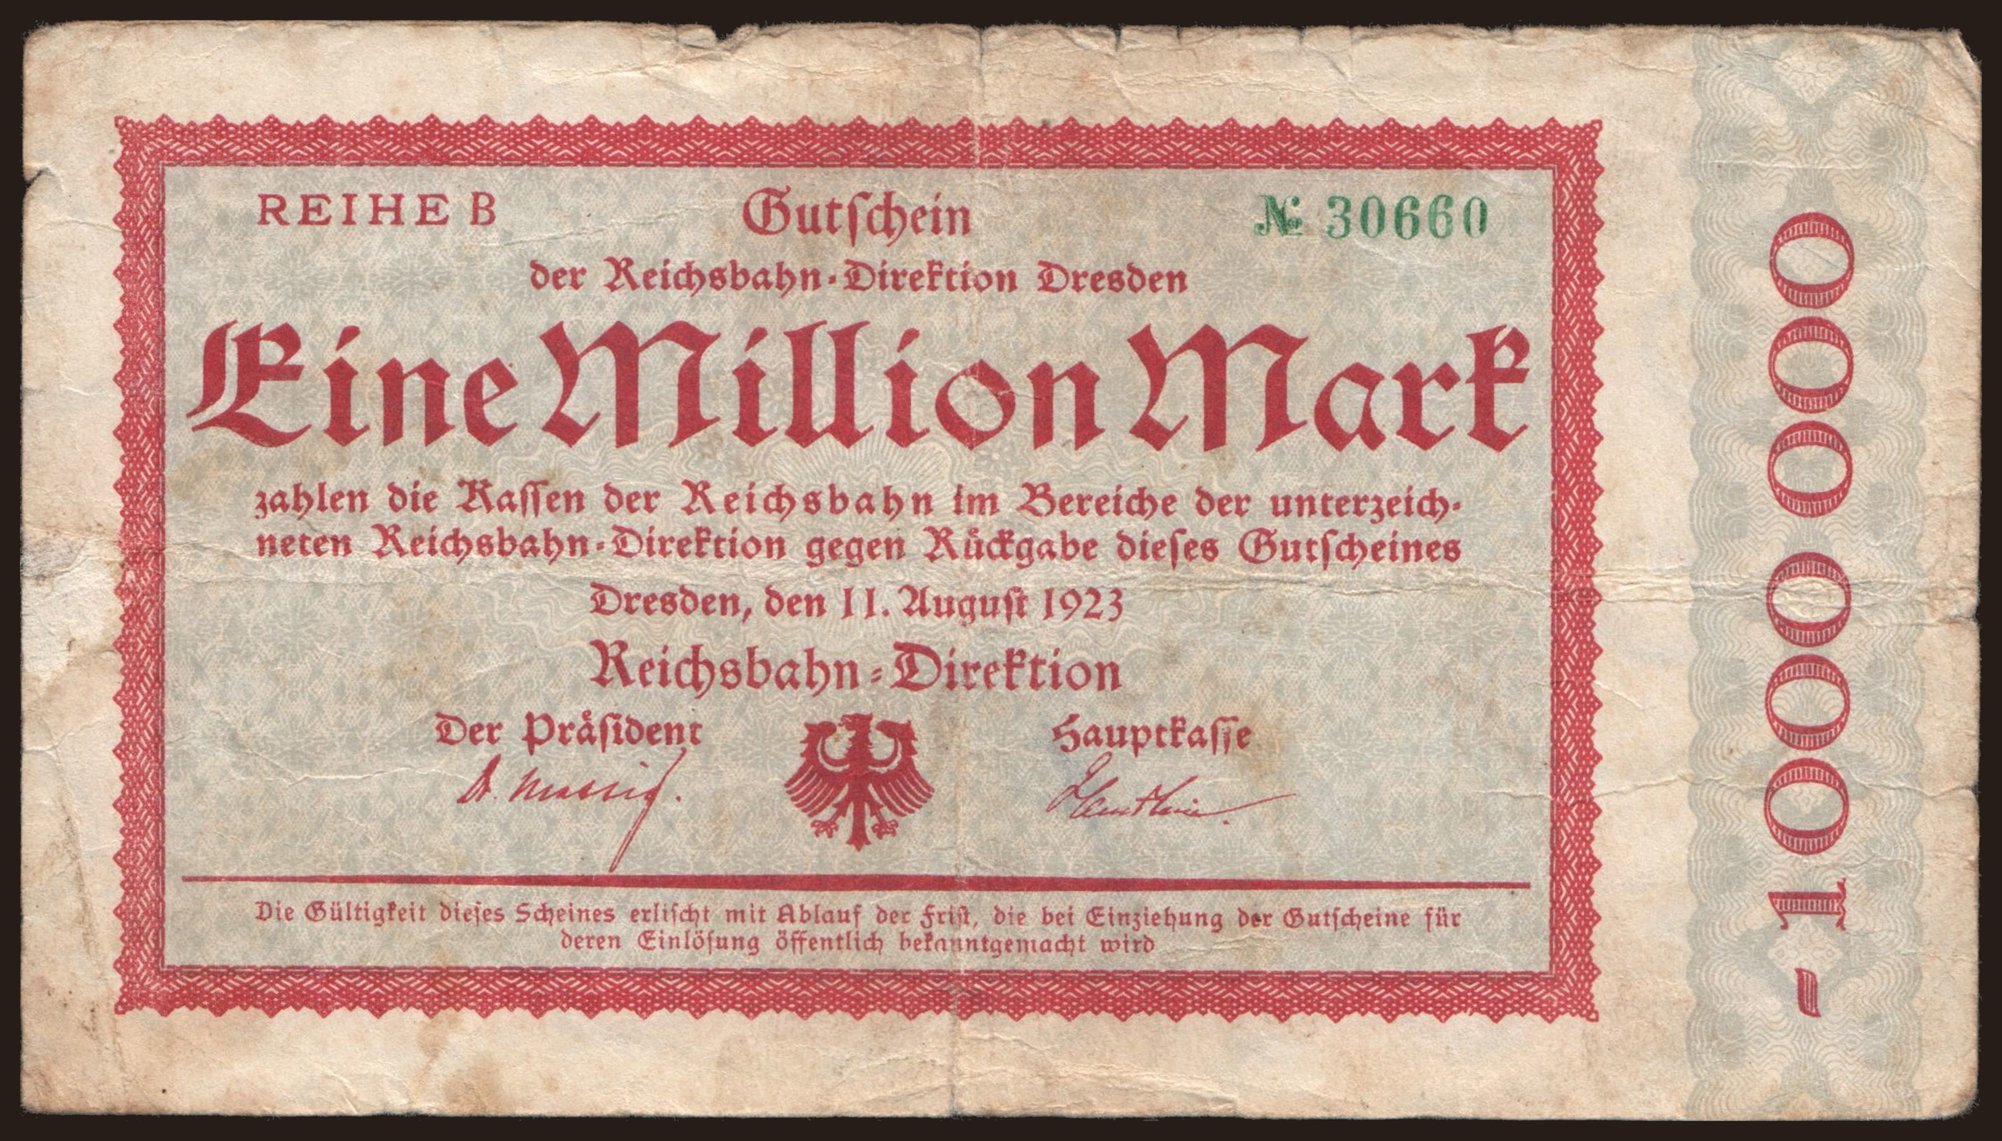 REIHE B
Gutschein
№ 30660
der Reichsbahn-Direktion Dresden
Eine Million Mark
zahlen die Kassen der Reichsbahn im Bereiche der unterzeich-
neten Reichsbahn-Direktion gegen Rückgabe dieses Gutscheines
Dresden, den 11. August 1923
Reichsbahn-Direktion
Der Präsident
Hauptkasse
Die Gültigkeit dieses Scheines erlischt mit Ablauf der Frist, die bei Einziehung der Gutscheine für
deren Einlösung öffentlich bekanntgemacht wird
1000000